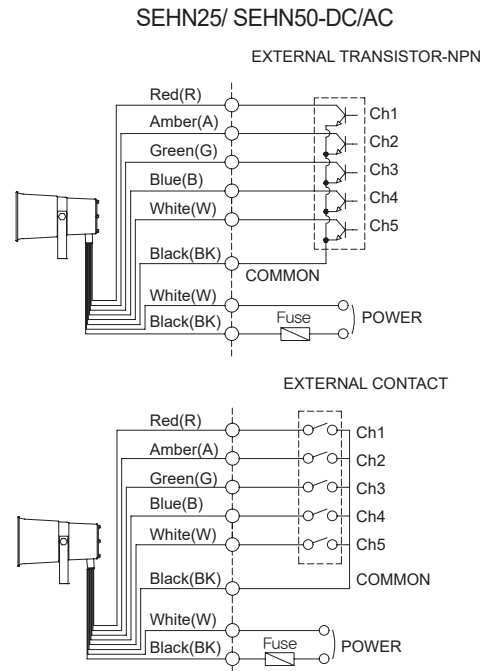 SEHN25/ SEHN50-DC/AC
EXTERNAL TRANSISTOR-NPN
Red(R)
Ch1
Amber(A)
Ch2
Green(G)
Ch3
Blue(B)
Ch4
White(W)
Ch5
Black(BK)
COMMON
White(W)
Fuse
POWER
Black(BK)
EXTERNAL CONTACT
Red(R)
Ch1
Amber(A)
Ch2
Green(G)
Ch3
Blue(B)
Ch4
White(W)
Ch5
Black(BK)
COMMON
White(W)
Fuse
POWER
Black(BK)